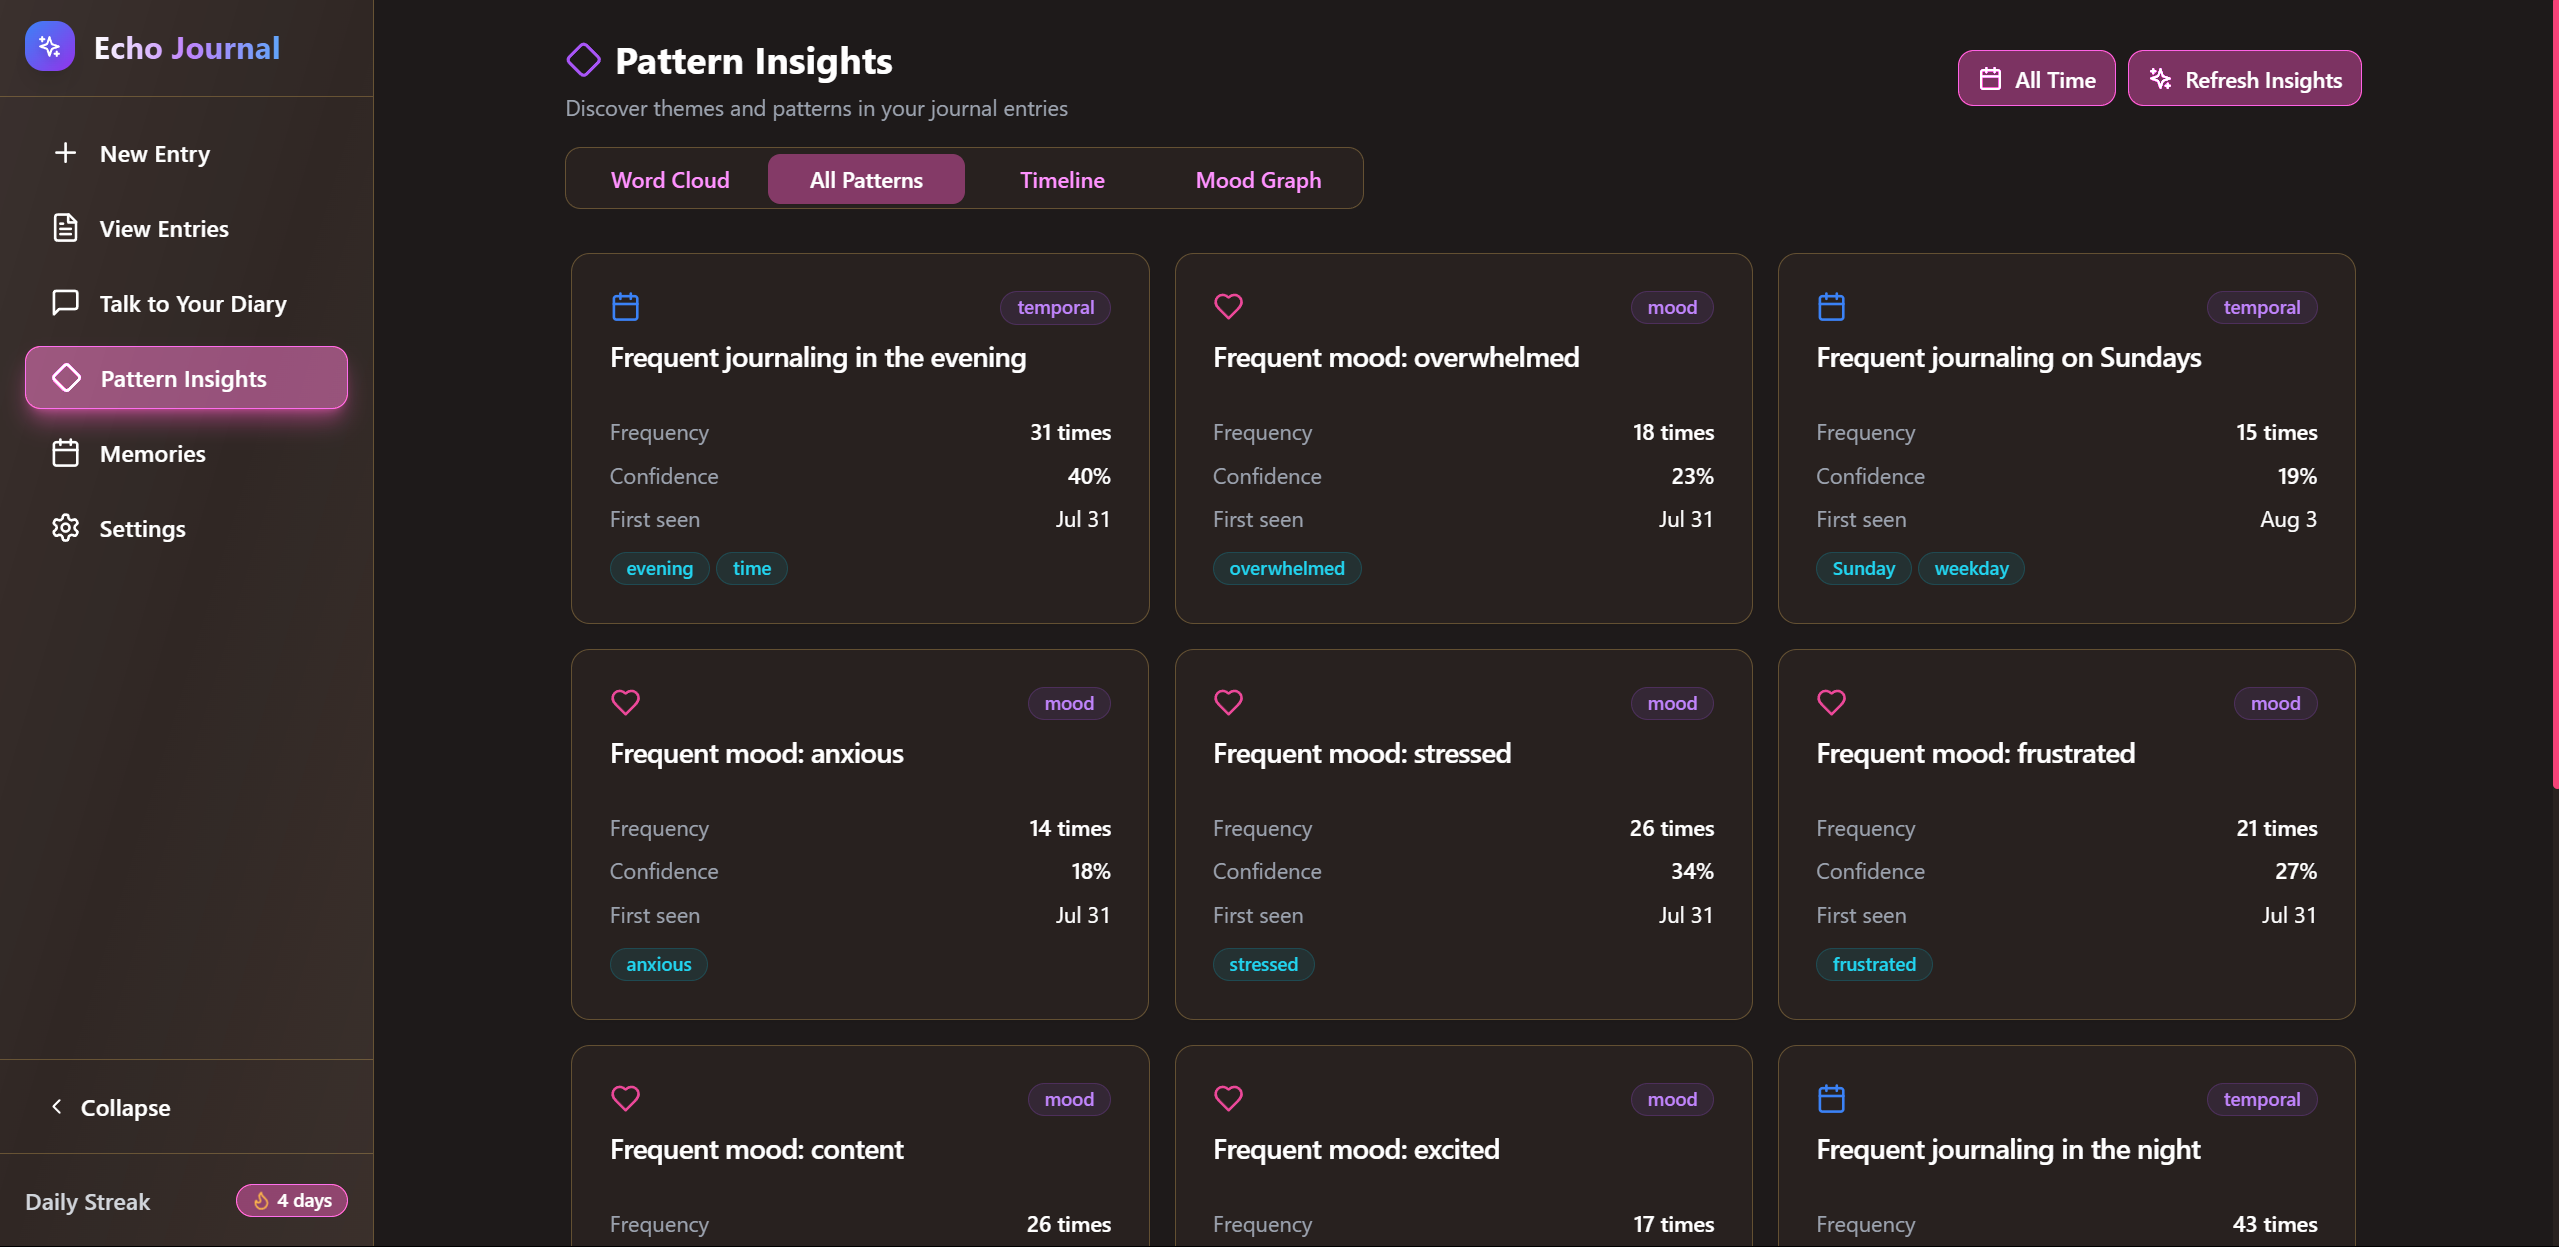 Echo Journal
New Entry
View Entries
Talk to Your Diary
Pattern Insights
Memories
Settings
Collapse
Daily Streak
4 days
Pattern Insights
Discover themes and patterns in your journal entries
All Time
Refresh Insights
Word Cloud
All Patterns
Timeline
Mood Graph
temporal
Frequent journaling in the evening
Frequency 31 times
Confidence 40%
First seen Jul 31
evening time
mood
Frequent mood: overwhelmed
Frequency 18 times
Confidence 23%
First seen Jul 31
overwhelmed
temporal
Frequent journaling on Sundays
Frequency 15 times
Confidence 19%
First seen Aug 3
Sunday weekday
mood
Frequent mood: anxious
Frequency 14 times
Confidence 18%
First seen Jul 31
anxious
mood
Frequent mood: stressed
Frequency 26 times
Confidence 34%
First seen Jul 31
stressed
mood
Frequent mood: frustrated
Frequency 21 times
Confidence 27%
First seen Jul 31
frustrated
mood
Frequent mood: content
Frequency 26 times
mood
Frequent mood: excited
Frequency 17 times
temporal
Frequent journaling in the night
Frequency 43 times